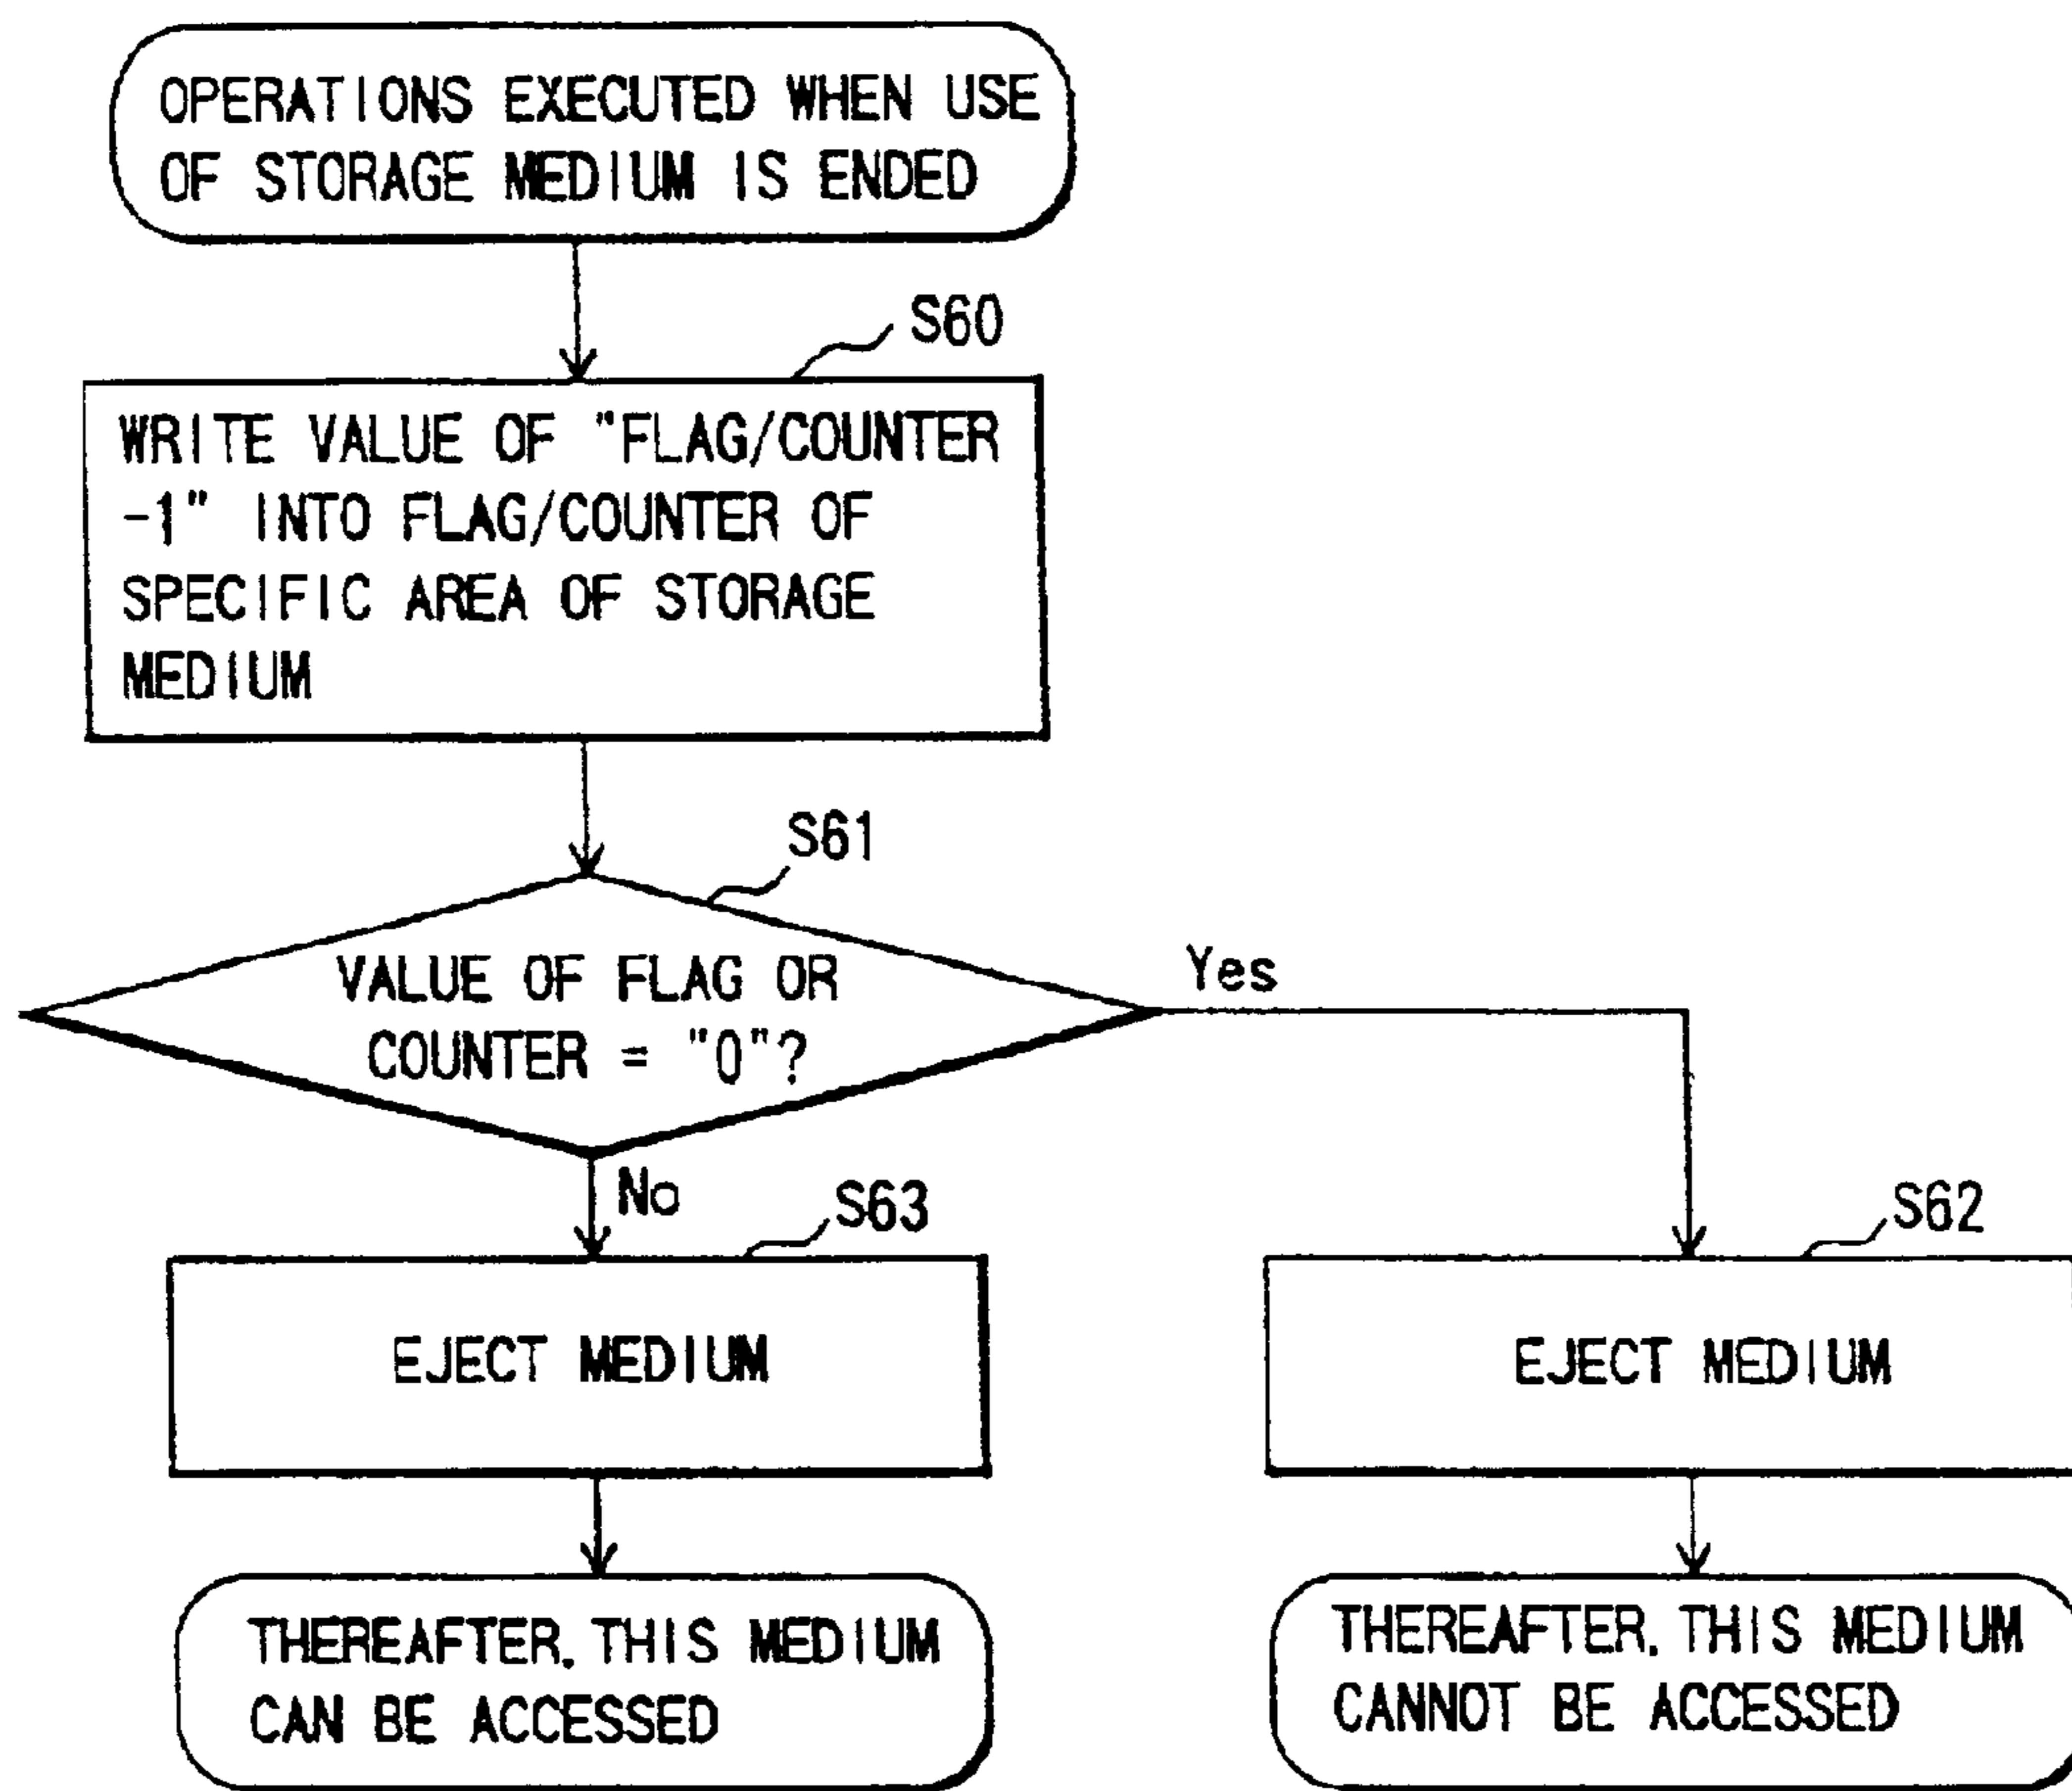 OPERATIONS EXECUTED WHEN USE
OF STORAGE MEDIUM IS ENDED
S60
WRITE VALUE OF "FLAG/COUNTER
-1" INTO FLAG/COUNTER OF
SPECIFIC AREA OF STORAGE
MEDIUM
S61
VALUE OF FLAG OR
COUNTER = "0"?
Yes
No
S63
S62
EJECT MEDIUM
EJECT MEDIUM
THEREAFTER. THIS MEDIUM
CAN BE ACCESSED
THEREAFTER. THIS MEDIUM
CANNOT BE ACCESSED